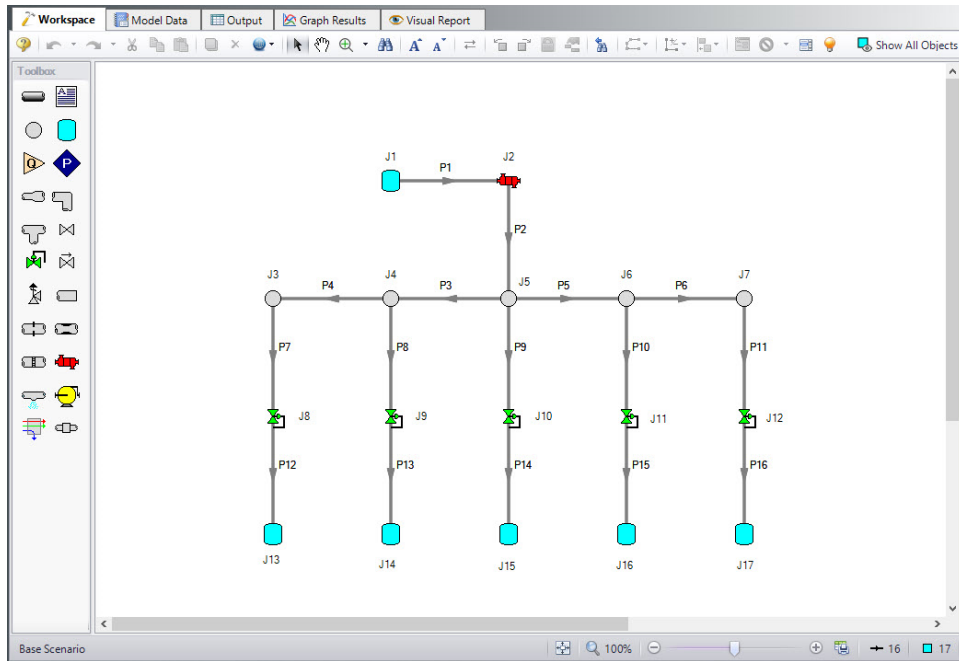 Workspace Model Data Output Graph Results Visual Report
A A Show All Objects
Toolbox
A
Q P
J1 P1 J2
P2
J3 P4 J4 P3 J5 P5 J6 P6 J7
P7 P8 P9 P10 P11
J8 J9 J10 J11 J12
P12 P13 P14 P15 P16
J13 J14 J15 J16 J17
Base Scenario 100% 16 17